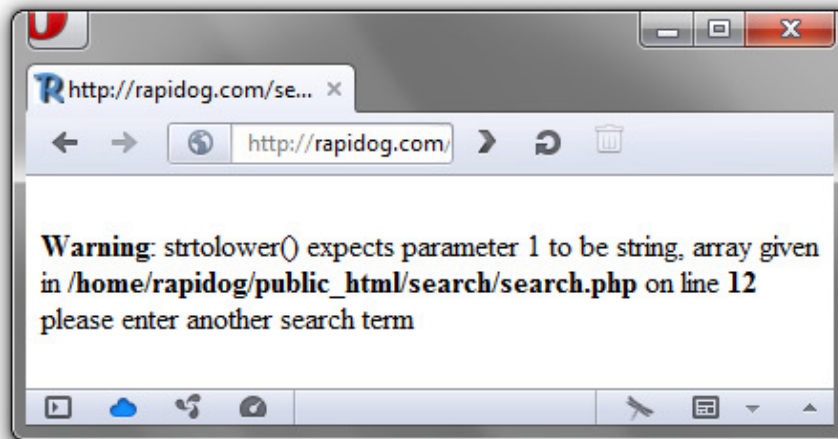 http://rapidog.com/se...
http://rapidog.com/
Warning: strtolower() expects parameter 1 to be string, array given
in /home/rapidog/public_html/search/search.php on line 12
please enter another search term